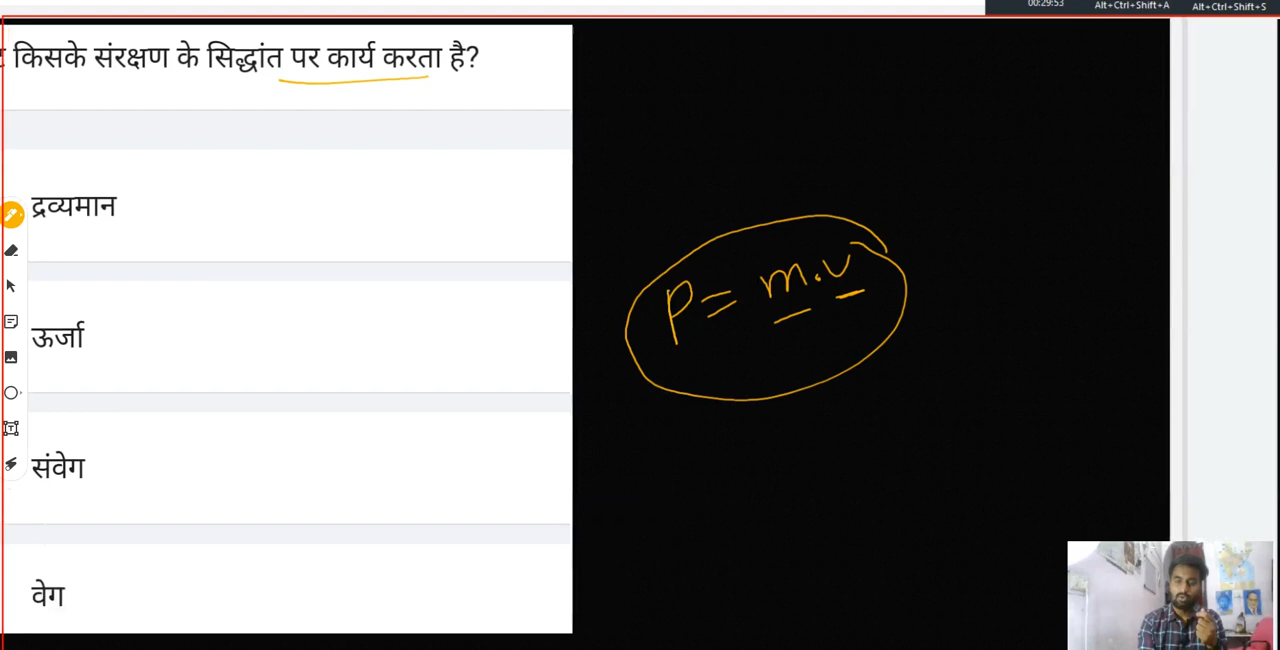 00:29:53 Alt+Ctrl+Shift+A Alt+Ctrl+Shift+S
किसके संरक्षण के सिद्धांत पर कार्य करता है?
द्रव्यमान
ऊर्जा
संवेग
वेग
P = m.v